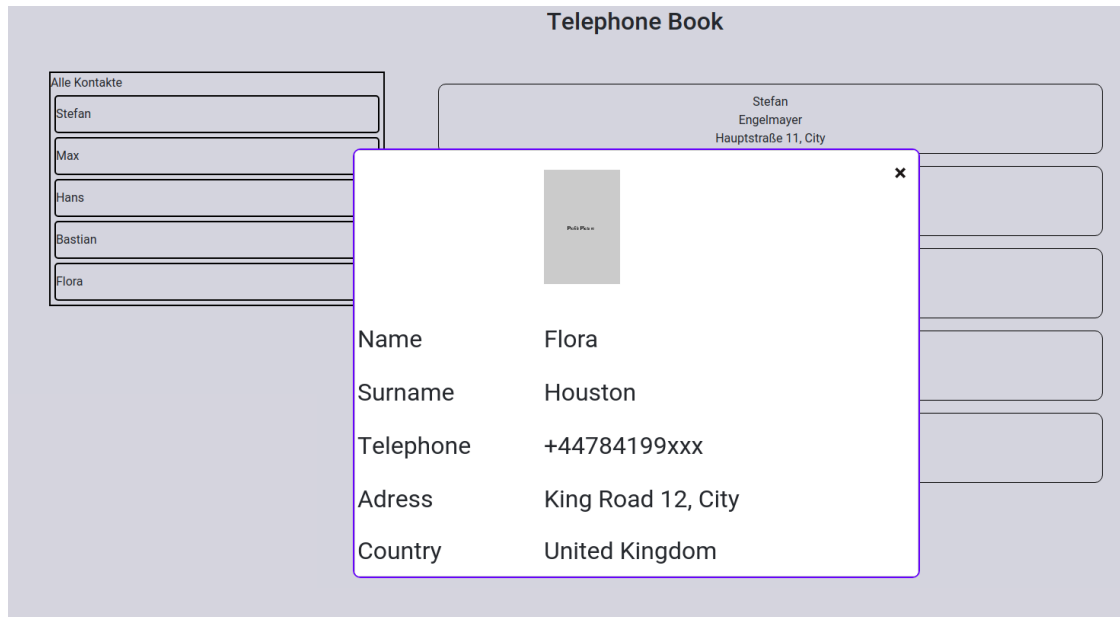 Telephone Book
Alle Kontakte
Stefan
Max
Hans
Bastian
Flora
Stefan
Engelmayer
Hauptstraße 11, City
×
Name Flora
Surname Houston
Telephone +44784199xxx
Adress King Road 12, City
Country United Kingdom